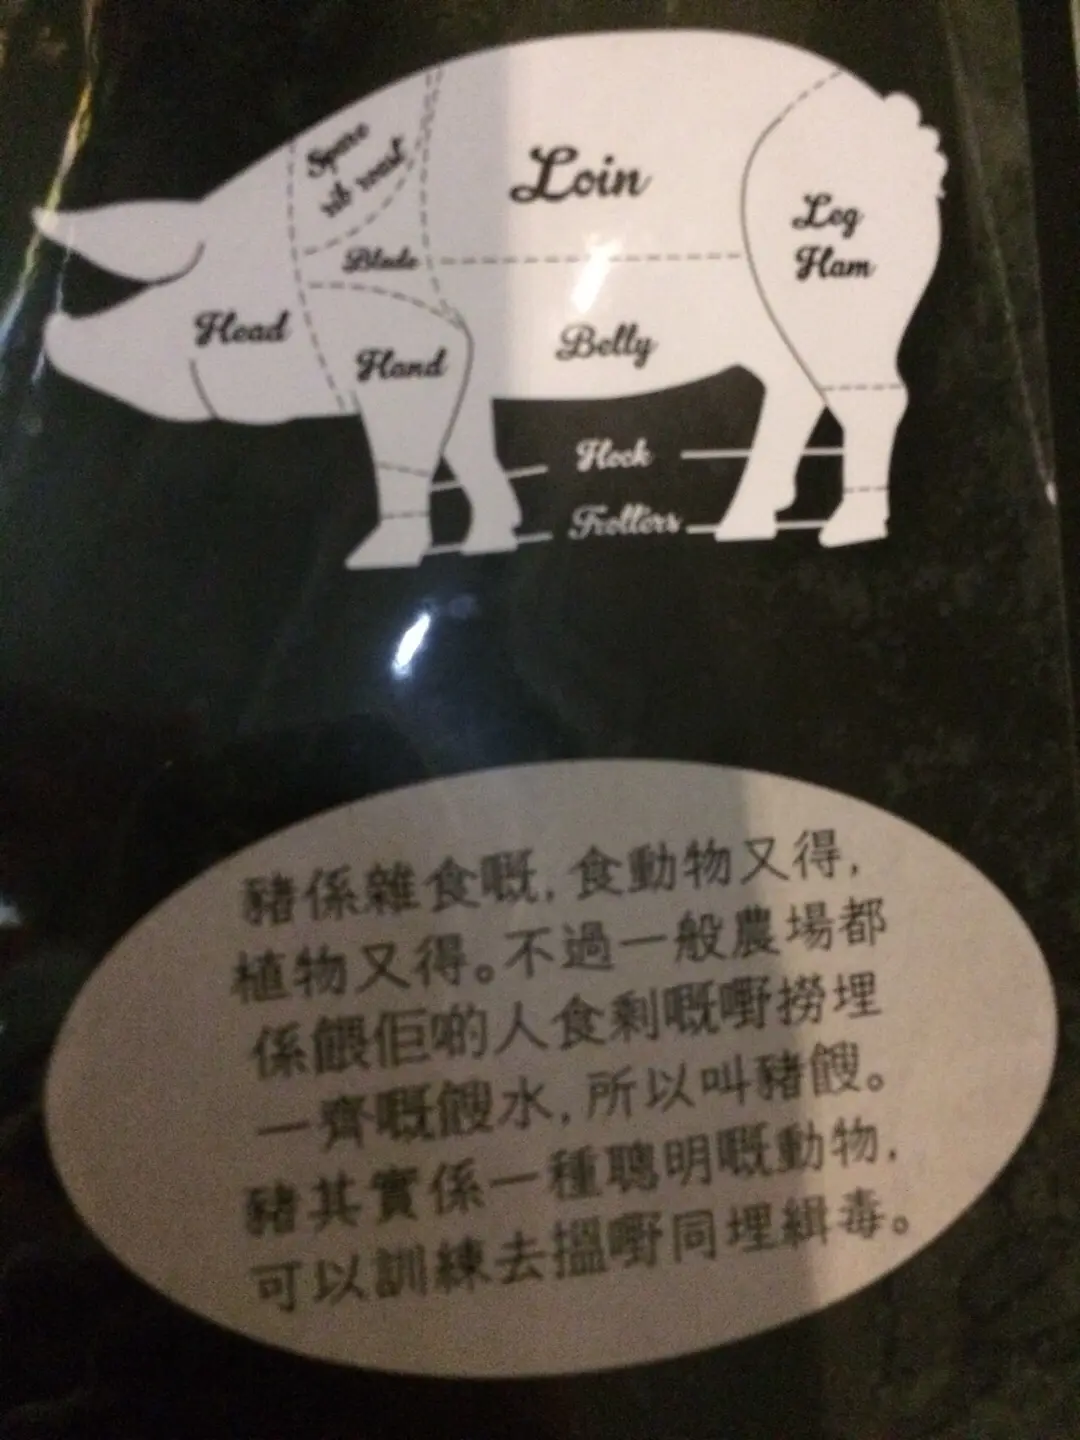 Spare
rib roast
Loin
Leg
Ham
Blade
Head
Hand
Belly
Hock
Trotters
豬係雜食嘅，食動物又得，
植物又得。不過一般農場都
係餵佢啲人食剩嘅嘢撈埋
一齊嘅餿水，所以叫豬餿。
豬其實係一種聰明嘅動物，
可以訓練去搵嘢同埋緝毒。